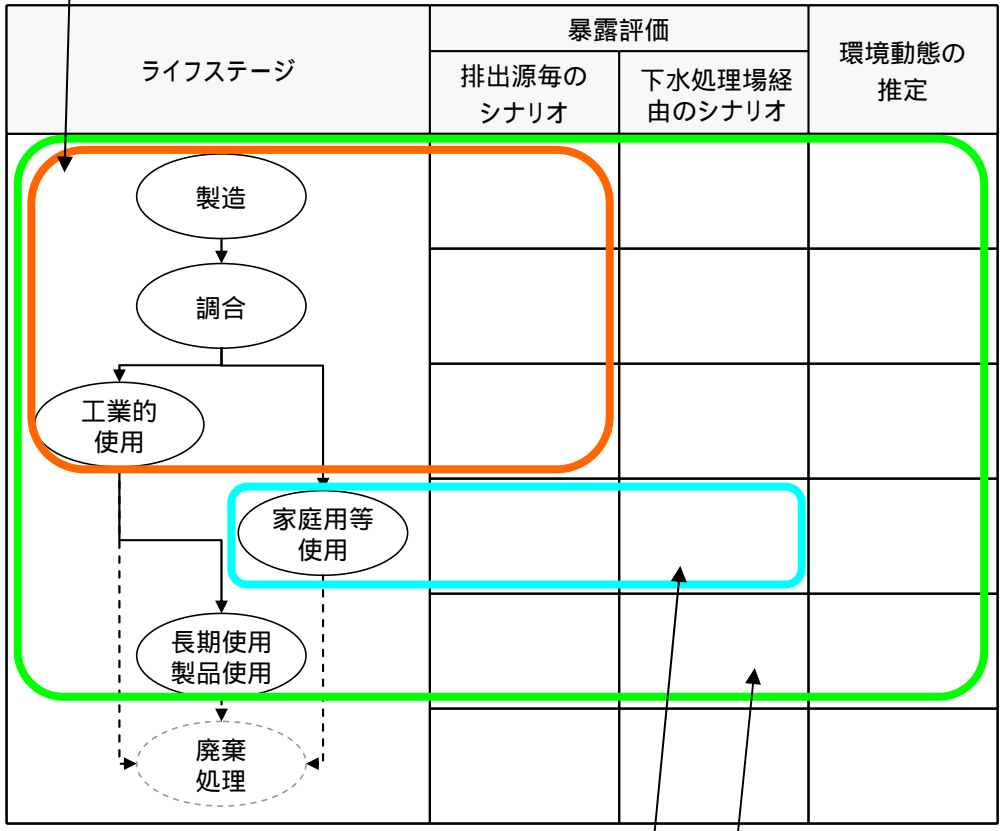 ライフステージ
暴露評価
排出源毎の
シナリオ
下水処理場経
由のシナリオ
環境動態の
推定
製造
調合
工業的
使用
家庭用等
使用
長期使用
製品使用
廃棄
処理